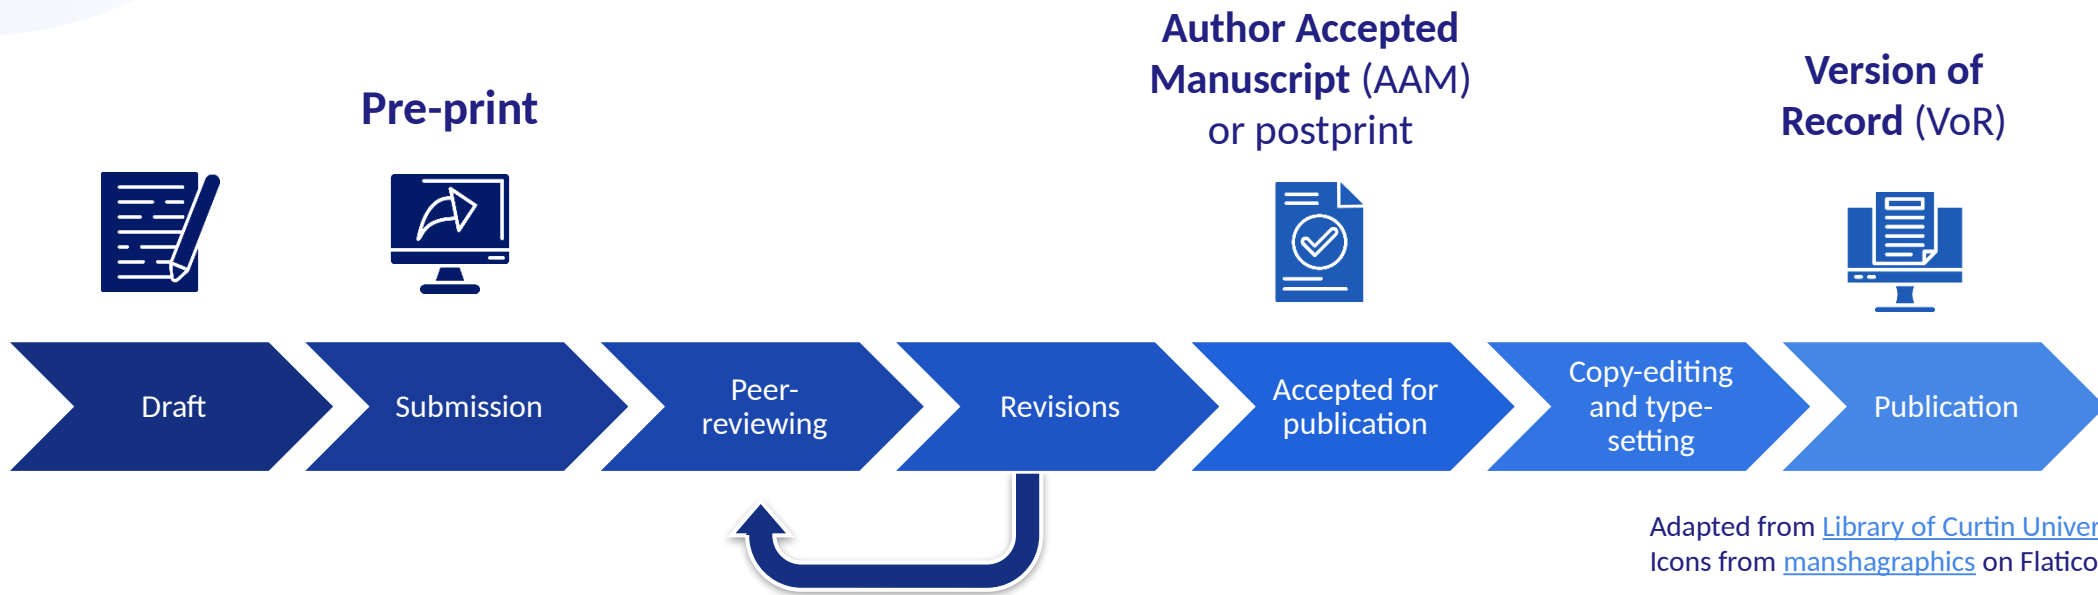 Pre-print
Author Accepted
Manuscript (AAM)
or postprint
Version of
Record (VoR)
Draft
Submission
Peer-
reviewing
Revisions
Accepted for
publication
Copy-editing
and type-
setting
Publication
Adapted from Library of Curtin Univer
Icons from manshagraphics on Flatico